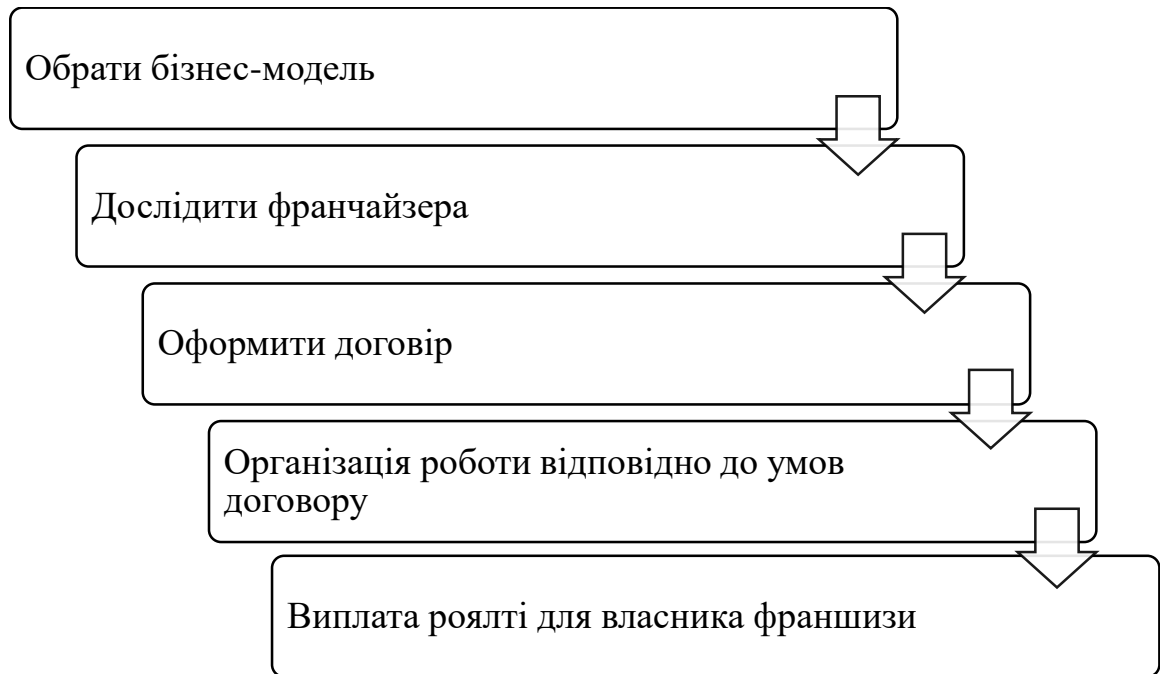 Обрати бізнес-модель
Дослідити франчайзера
Оформити договір
Організація роботи відповідно до умов
договору
Виплата роялті для власника франшизи